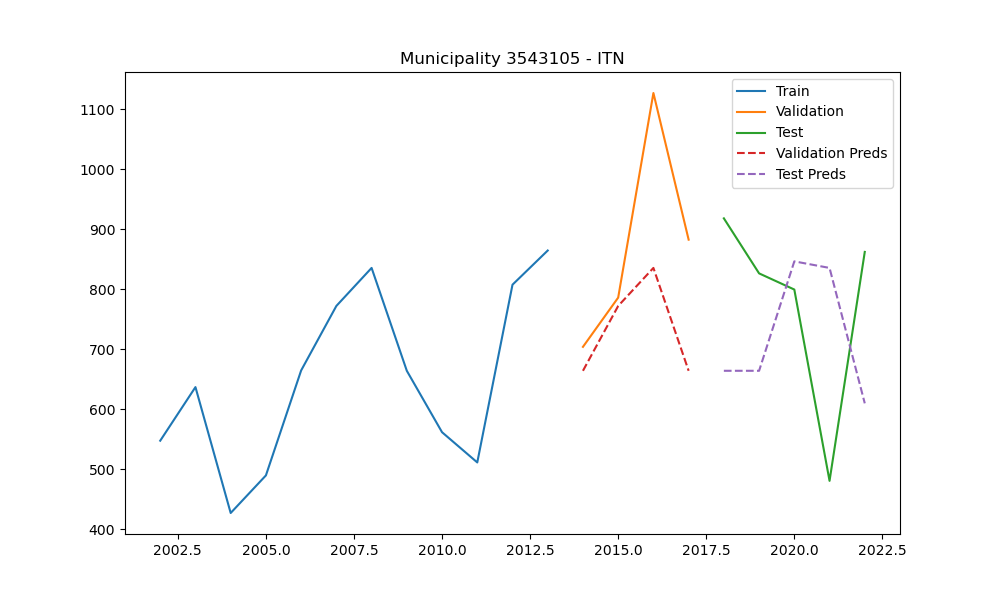 Municipality 3543105 - ITN
Train
Validation
Test
Validation Preds
Test Preds
1100
1000
900
800
700
600
500
400
2002.5 2005.0 2007.5 2010.0 2012.5 2015.0 2017.5 2020.0 2022.5